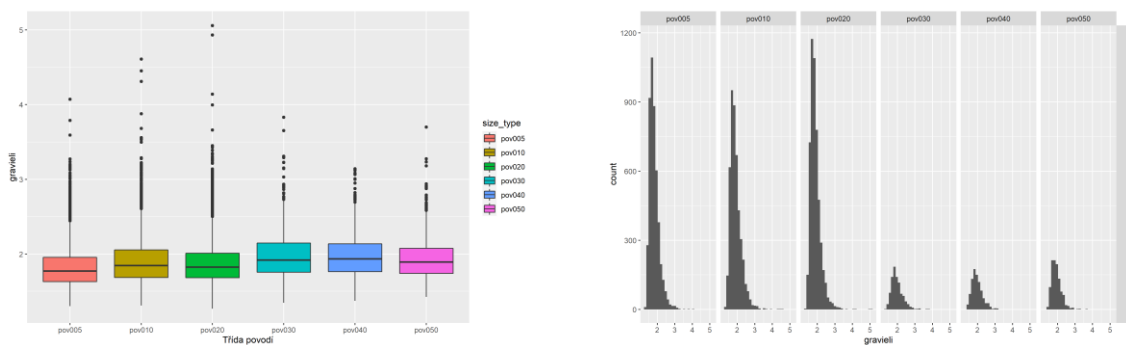 5
4
3
2
gravieli
pov005 pov010 pov020 pov030 pov040 pov050
Třída povodí
size_type
pov005
pov010
pov020
pov030
pov040
pov050
pov005 pov010 pov020 pov030 pov040 pov050
1200
900
600
300
0
count
2 3 4 5 2 3 4 5 2 3 4 5 2 3 4 5 2 3 4 5 2 3 4 5
gravieli